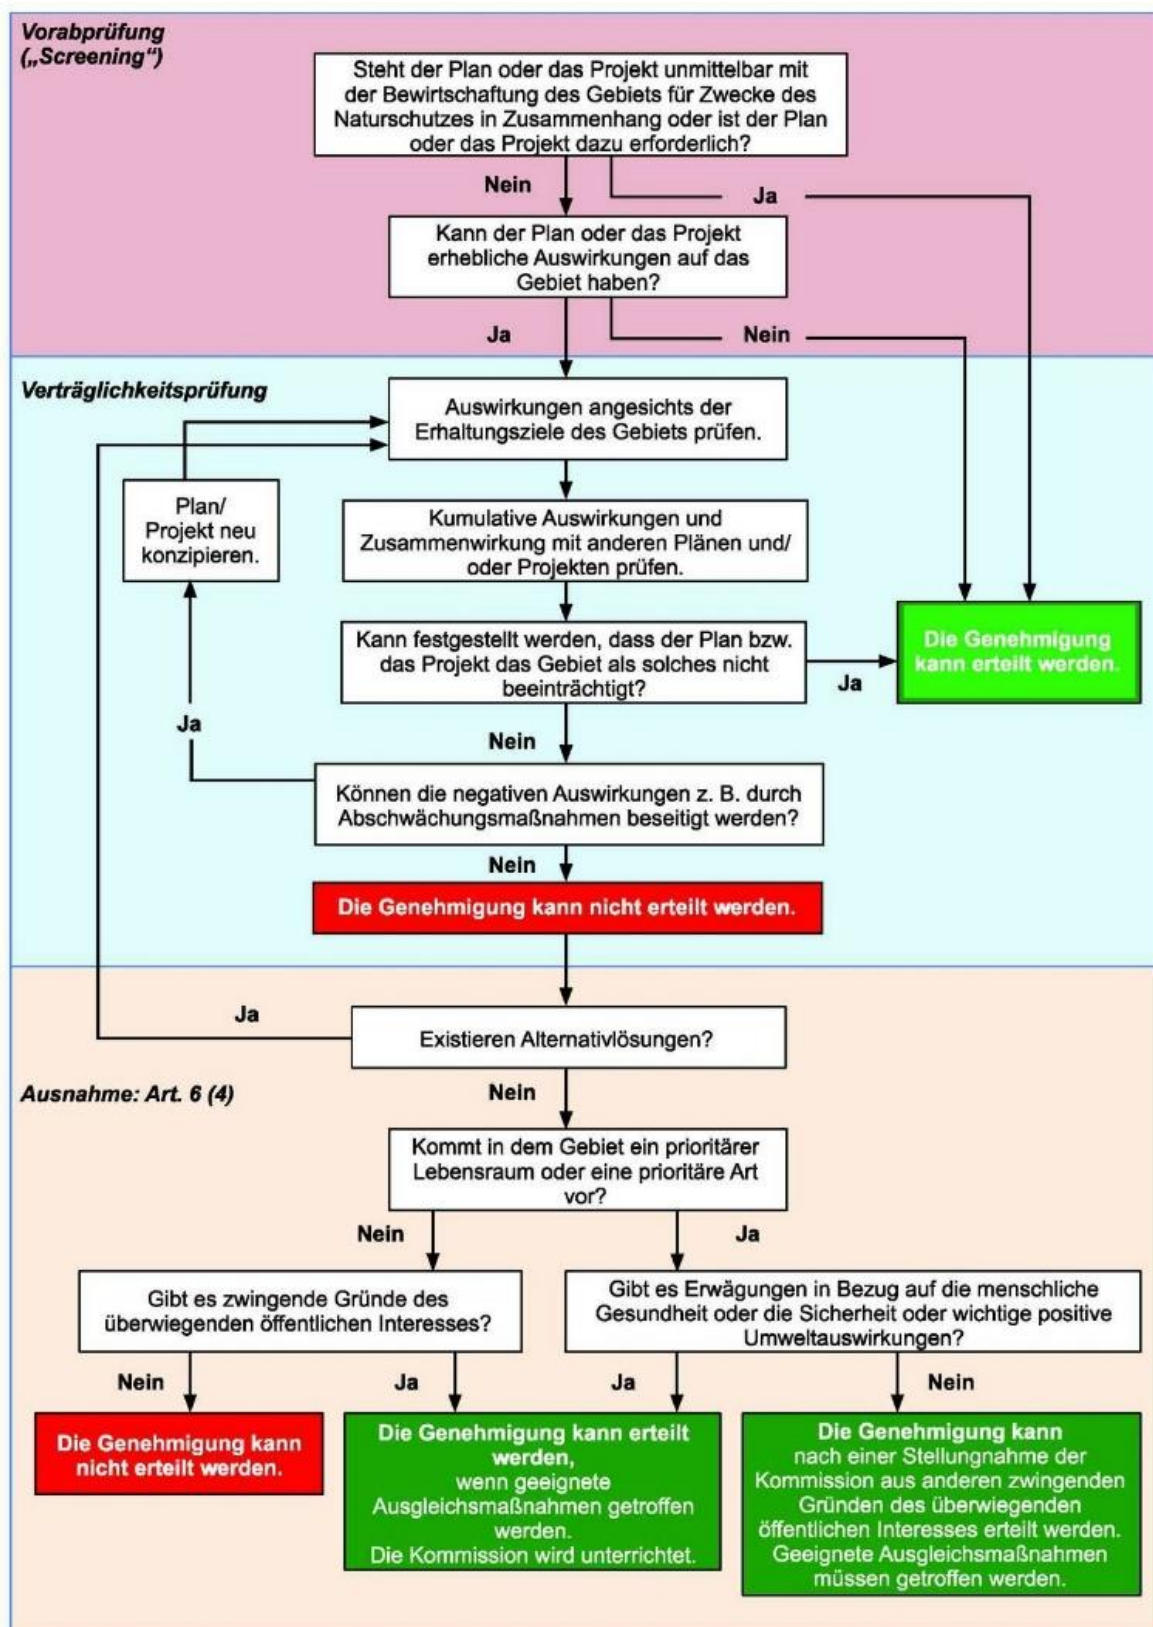 Vorabprüfung
(„Screening“)
Steht der Plan oder das Projekt unmittelbar mit
der Bewirtschaftung des Gebiets für Zwecke des
Naturschutzes in Zusammenhang oder ist der Plan
oder das Projekt dazu erforderlich?
Nein
Ja
Kann der Plan oder das Projekt
erhebliche Auswirkungen auf das
Gebiet haben?
Ja
Nein
Verträglichkeitsprüfung
Auswirkungen angesichts der
Erhaltungsziele des Gebiets prüfen.
Plan/
Projekt neu
konzipieren.
Kumulative Auswirkungen und
Zusammenwirkung mit anderen Plänen und/
oder Projekten prüfen.
Kann festgestellt werden, dass der Plan bzw.
das Projekt das Gebiet als solches nicht
beeinträchtigt?
Ja
Die Genehmigung
kann erteilt werden.
Nein
Ja
Können die negativen Auswirkungen z. B. durch
Abschwächungsmaßnahmen beseitigt werden?
Nein
Die Genehmigung kann nicht erteilt werden.
Ja
Existieren Alternativlösungen?
Ausnahme: Art. 6 (4)
Nein
Kommt in dem Gebiet ein prioritärer
Lebensraum oder eine prioritäre Art
vor?
Nein
Ja
Gibt es zwingende Gründe des
überwiegenden öffentlichen Interesses?
Gibt es Erwägungen in Bezug auf die menschliche
Gesundheit oder die Sicherheit oder wichtige positive
Umweltauswirkungen?
Nein
Ja
Ja
Nein
Die Genehmigung kann
nicht erteilt werden.
Die Genehmigung kann erteilt
werden,
wenn geeignete
Ausgleichsmaßnahmen getroffen
werden.
Die Kommission wird unterrichtet.
Die Genehmigung kann
nach einer Stellungnahme der
Kommission aus anderen zwingenden
Gründen des überwiegenden
öffentlichen Interesses erteilt werden.
Geeignete Ausgleichsmaßnahmen
müssen getroffen werden.